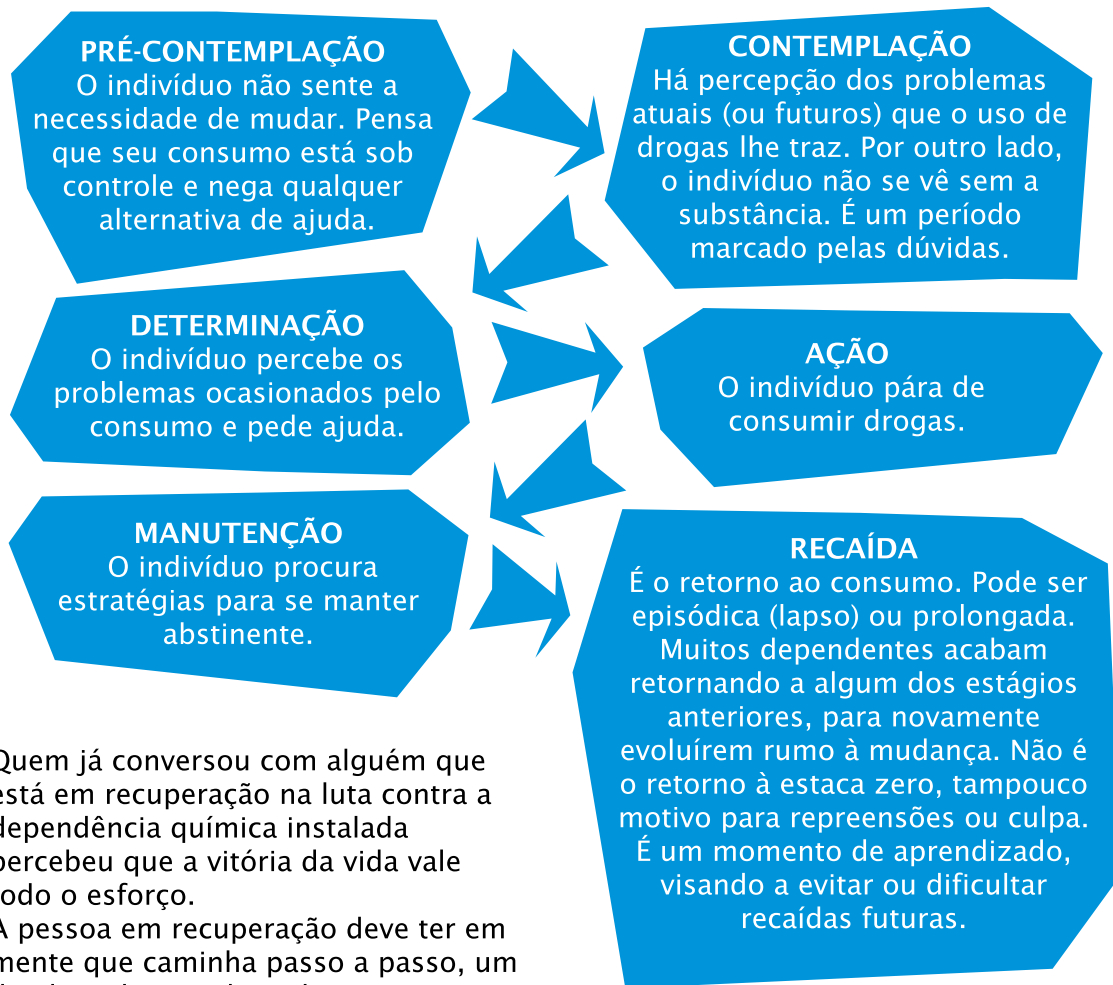 PRÉ-CONTEMPLAÇÃO
O indivíduo não sente a
necessidade de mudar. Pensa
que seu consumo está sob
controle e nega qualquer
alternativa de ajuda.
CONTEMPLAÇÃO
Há percepção dos problemas
atuais (ou futuros) que o uso de
drogas lhe traz. Por outro lado,
o indivíduo não se vê sem a
substância. É um período
marcado pelas dúvidas.
DETERMINAÇÃO
O indivíduo percebe os
problemas ocasionados pelo
consumo e pede ajuda.
AÇÃO
O indivíduo pára de
consumir drogas.
MANUTENÇÃO
O indivíduo procura
estratégias para se manter
abstinente.
RECAÍDA
É o retorno ao consumo. Pode ser
episódica (lapso) ou prolongada.
Muitos dependentes acabam
retornando a algum dos estágios
anteriores, para novamente
evoluírem rumo à mudança. Não é
o retorno à estaca zero, tampouco
motivo para repreensões ou culpa.
É um momento de aprendizado,
visando a evitar ou dificultar
recaídas futuras.
Quem já conversou com alguém que
está em recuperação na luta contra a
dependência química instalada
percebeu que a vitória da vida vale
todo o esforço.
A pessoa em recuperação deve ter em
mente que caminha passo a passo, um